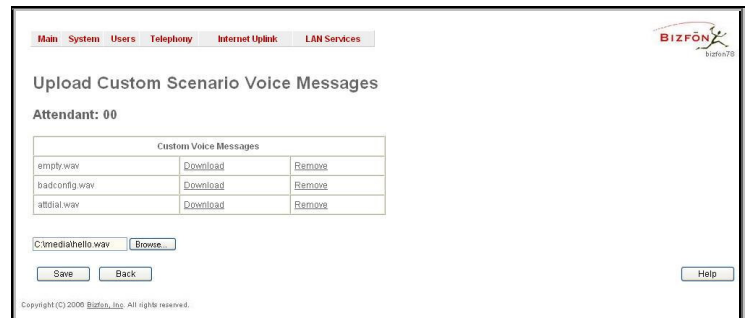 Main System Users Telephony Internet Uplink LAN Services
BIZFŌN
bizfon78
Upload Custom Scenario Voice Messages
Attendant: 00
Custom Voice Messages
empty.wav Download Remove
badconfig.wav Download Remove
attdial.wav Download Remove
C:\media\hello.wav Browse...
Save Back Help
Copyright (C) 2006 Bizfon, Inc. All rights reserved.